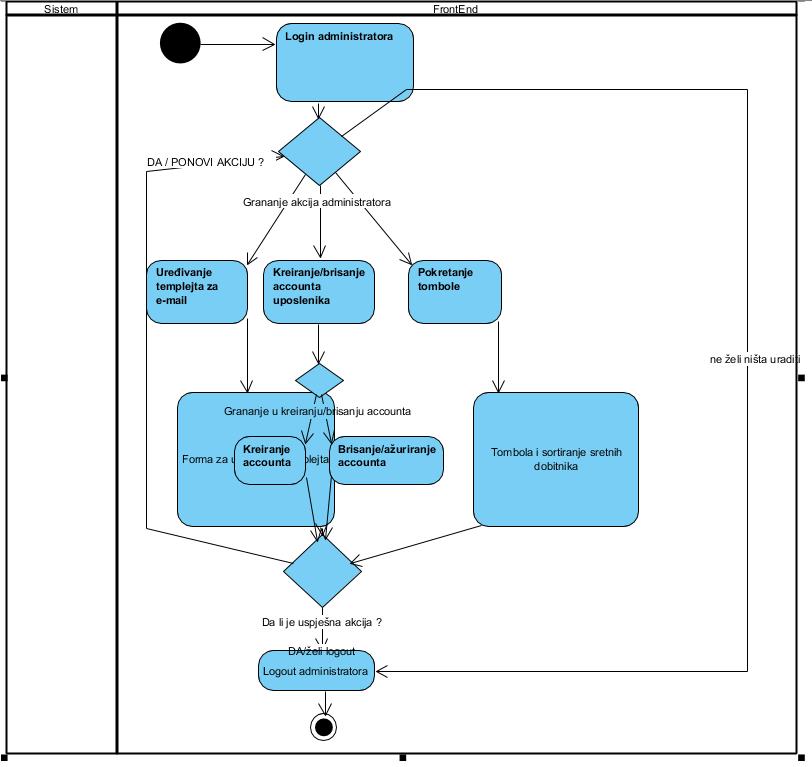 Sistem
FrontEnd
Login administratora
DA / PONOVI AKCIJU ?
Grananje akcija administratora
Uređivanje
templejta za
e-mail
Kreiranje/brisanje
accounta
uposlenika
Pokretanje
tombole
ne želi ništa uraditi
Grananje u kreiranju/brisanju accounta
Forma za
Kreiranje
accounta
Brisanje/ažuriranje
accounta
Tombola i sortiranje sretnih
dobitnika
Da li je uspješna akcija ?
DA/želi logout
Logout administratora